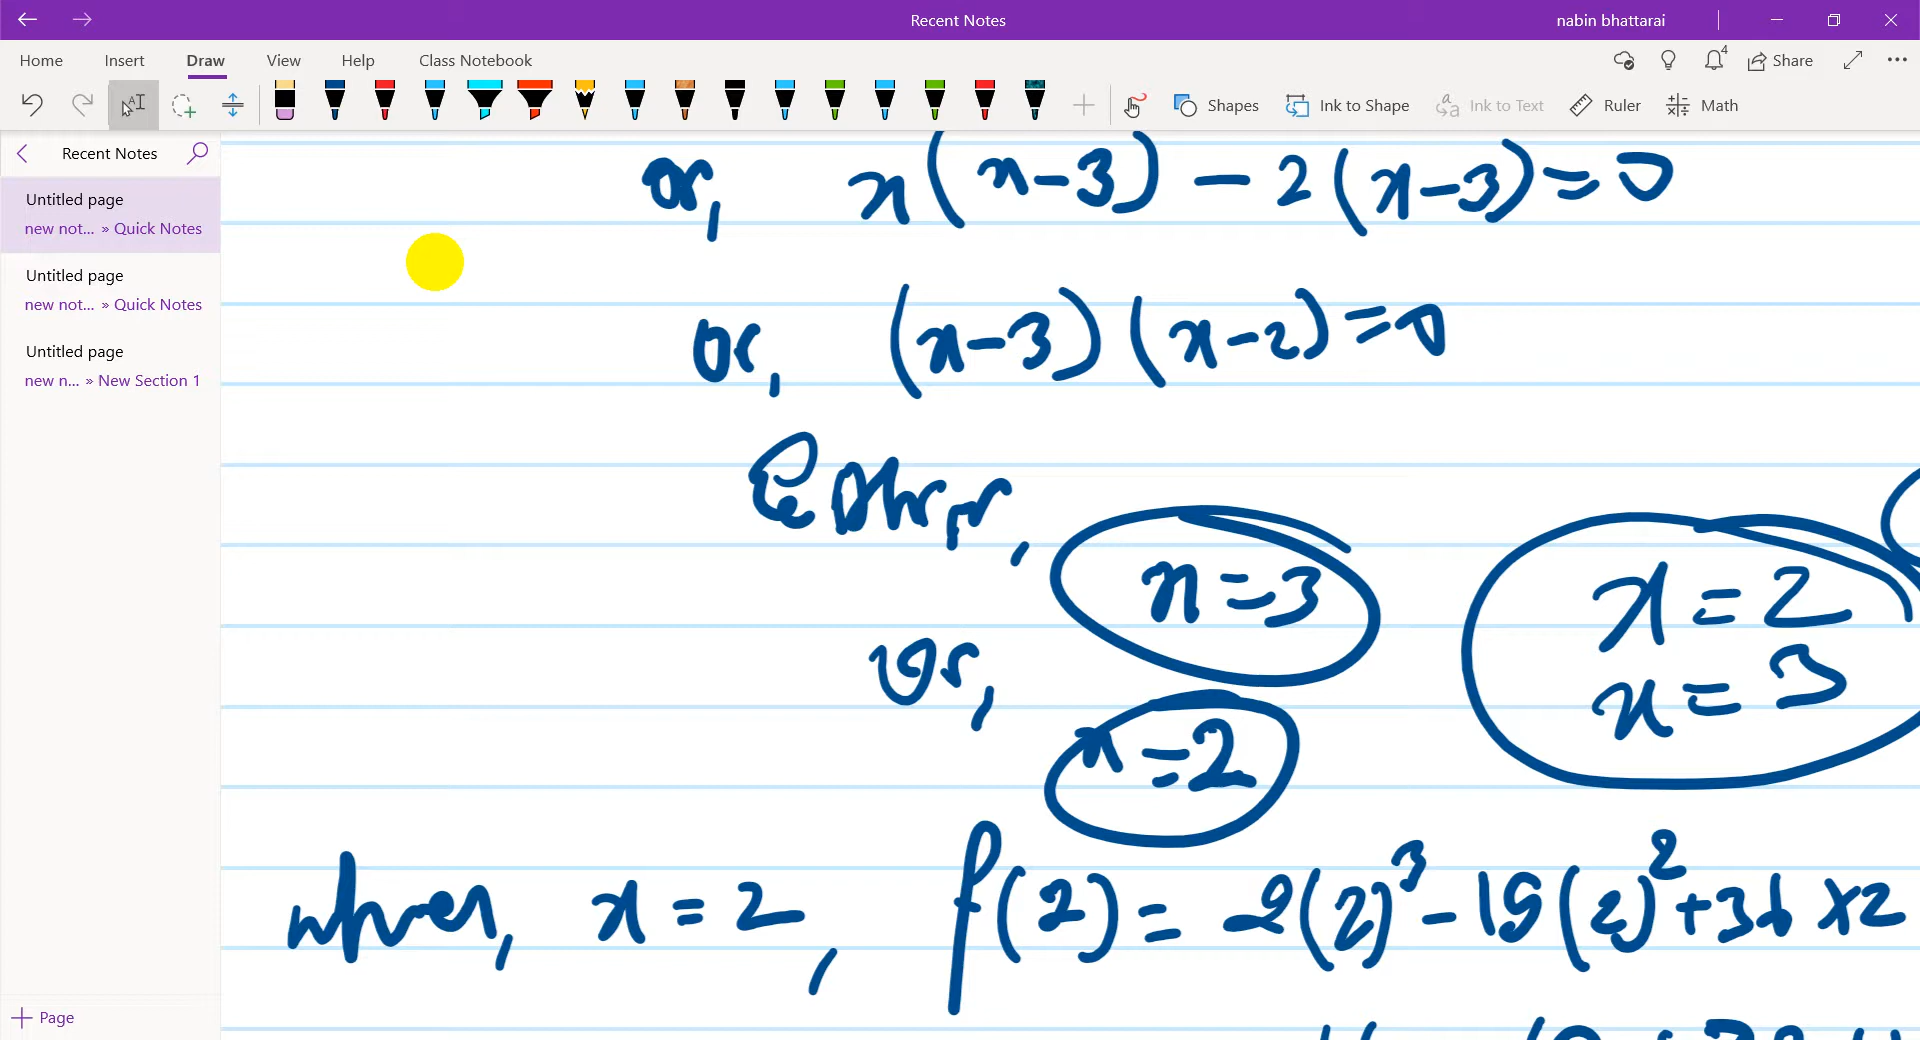 Recent Notes
nabin bhattarai
Home Insert Draw View Help Class Notebook
4 Share
Shapes Ink to Shape Ink to Text Ruler Math
Recent Notes
Untitled page
new not... » Quick Notes
Untitled page
new not... » Quick Notes
Untitled page
new n... » New Section 1
Page
or, x(x-3) - 2(x-3)=0
or, (x-3)(x-2)=0
x=3
x=2
x=3
or,
x=2
when, x=2, f(2)= 2(2)³-15(2)²+36×2